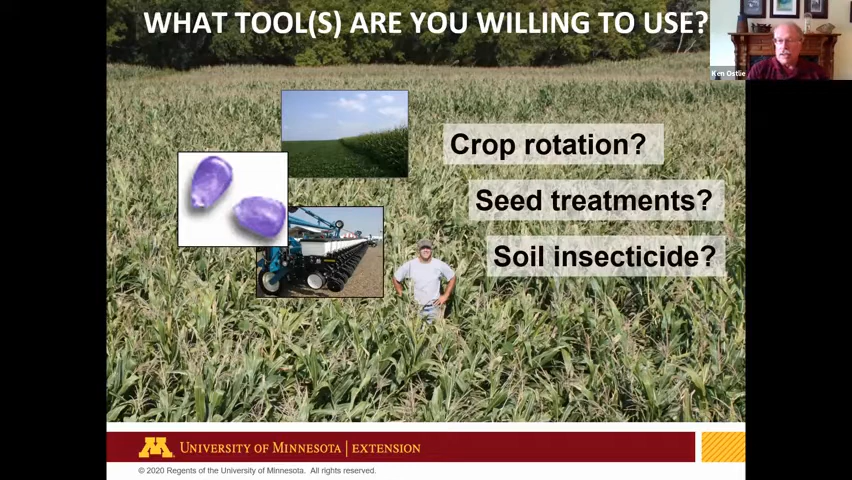 WHAT TOOL(S) ARE YOU WILLING TO USE?
Ken Ostlie
Crop rotation?
Seed treatments?
Soil insecticide?
UNIVERSITY OF MINNESOTA | EXTENSION
© 2020 Regents of the University of Minnesota. All rights reserved.